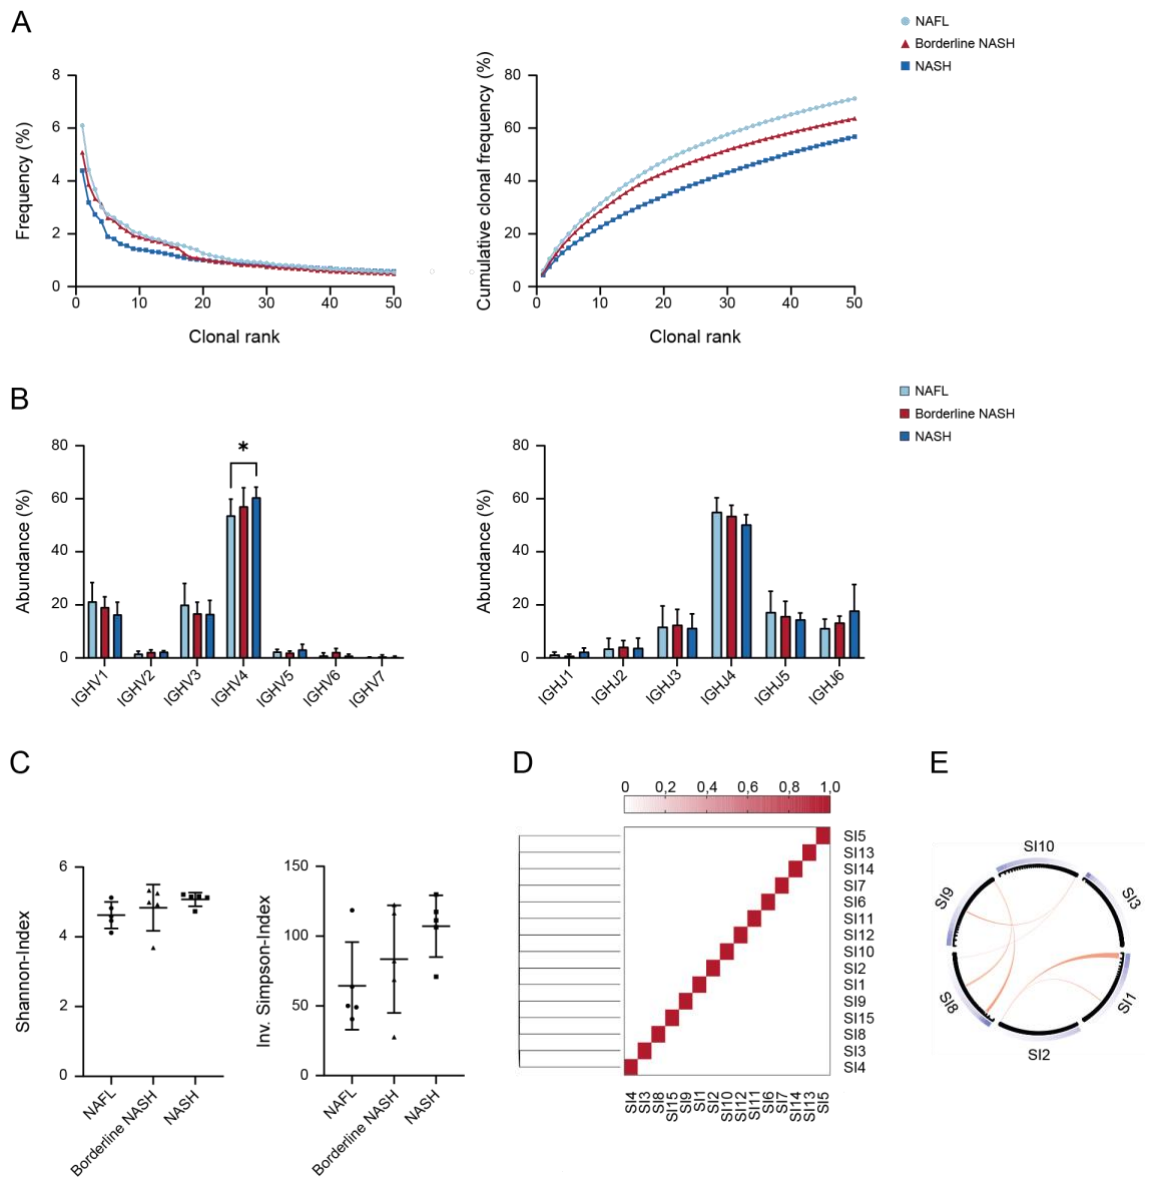 A
NAFL
Borderline NASH
NASH
Frequency (%)
8
6
4
2
0
0 10 20 30 40 50
Clonal rank
Cumulative clonal frequency (%)
80
60
40
20
0
0 10 20 30 40 50
Clonal rank
B
NAFL
Borderline NASH
NASH
Abundance (%)
80
60
40
20
0
*
IGHV1 IGHV2 IGHV3 IGHV4 IGHV5 IGHV6 IGHV7
Abundance (%)
80
60
40
20
0
IGHJ1 IGHJ2 IGHJ3 IGHJ4 IGHJ5 IGHJ6
C
Shannon-Index
6
4
2
0
NAFL Borderline NASH NASH
Inv. Simpson-Index
150
100
50
0
NAFL Borderline NASH NASH
D
0 0,2 0,4 0,6 0,8 1,0
SI5
SI13
SI14
SI7
SI6
SI11
SI12
SI10
SI2
SI1
SI9
SI15
SI8
SI3
SI4
SI4 SI3 SI8 SI15 SI9 SI1 SI2 SI10 SI12 SI11 SI6 SI7 SI14 SI13 SI5
E
SI10
SI3
SI1
SI2
SI8
SI9